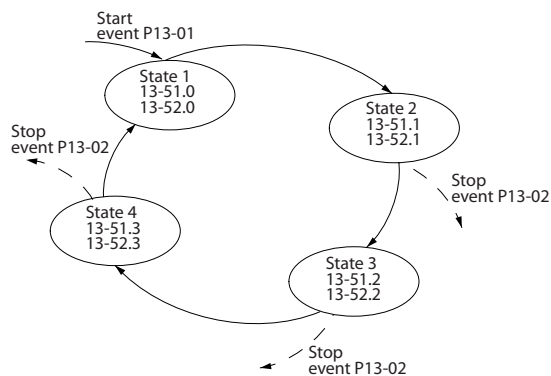 Start
event P13-01
State 1
13-51.0
13-52.0
State 2
13-51.1
13-52.1
Stop
event P13-02
Stop
event P13-02
State 4
13-51.3
13-52.3
State 3
13-51.2
13-52.2
Stop
event P13-02